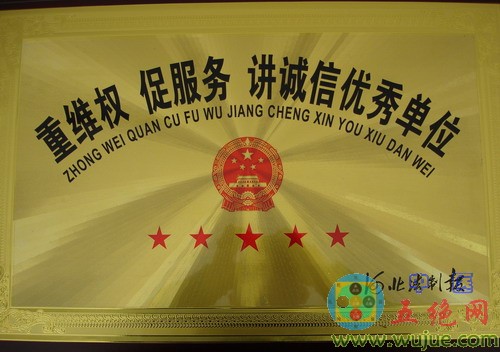 重维权 促服务 讲诚信优秀单位
ZHONG WEI QUAN CU FU WU JIANG CHENG XIN YOU XIU DAN WEI
河北法制报
五绝网
http://www.wujue.com/